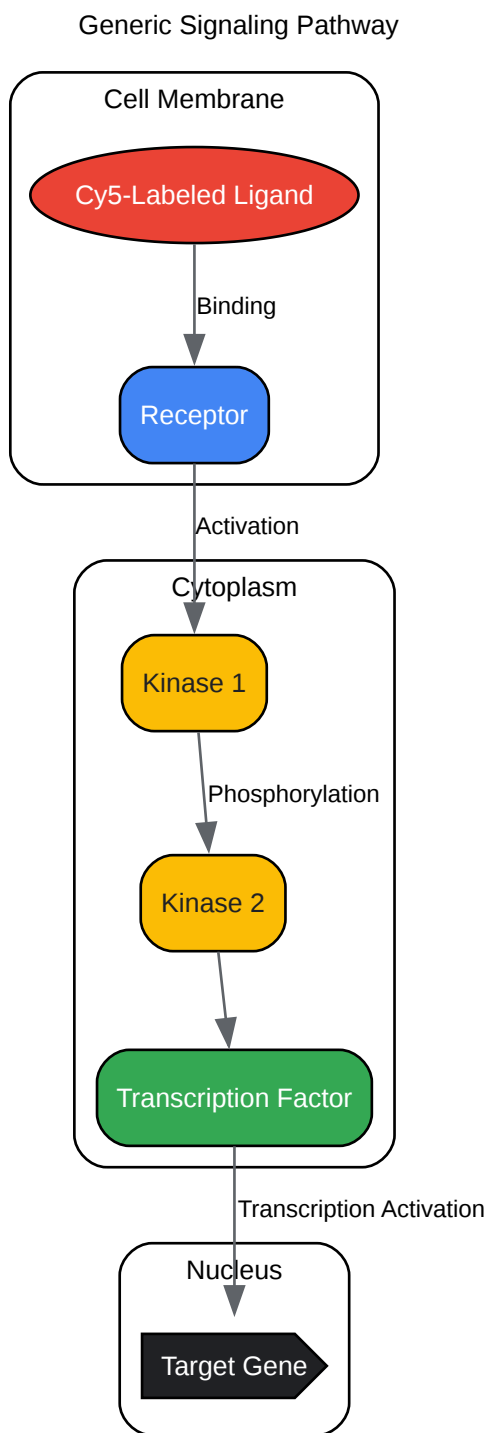 Generic Signaling Pathway
Cell Membrane
Cy5-Labeled Ligand
Binding
Receptor
Activation
Cytoplasm
Kinase 1
Phosphorylation
Kinase 2
Transcription Factor
Transcription Activation
Nucleus
Target Gene